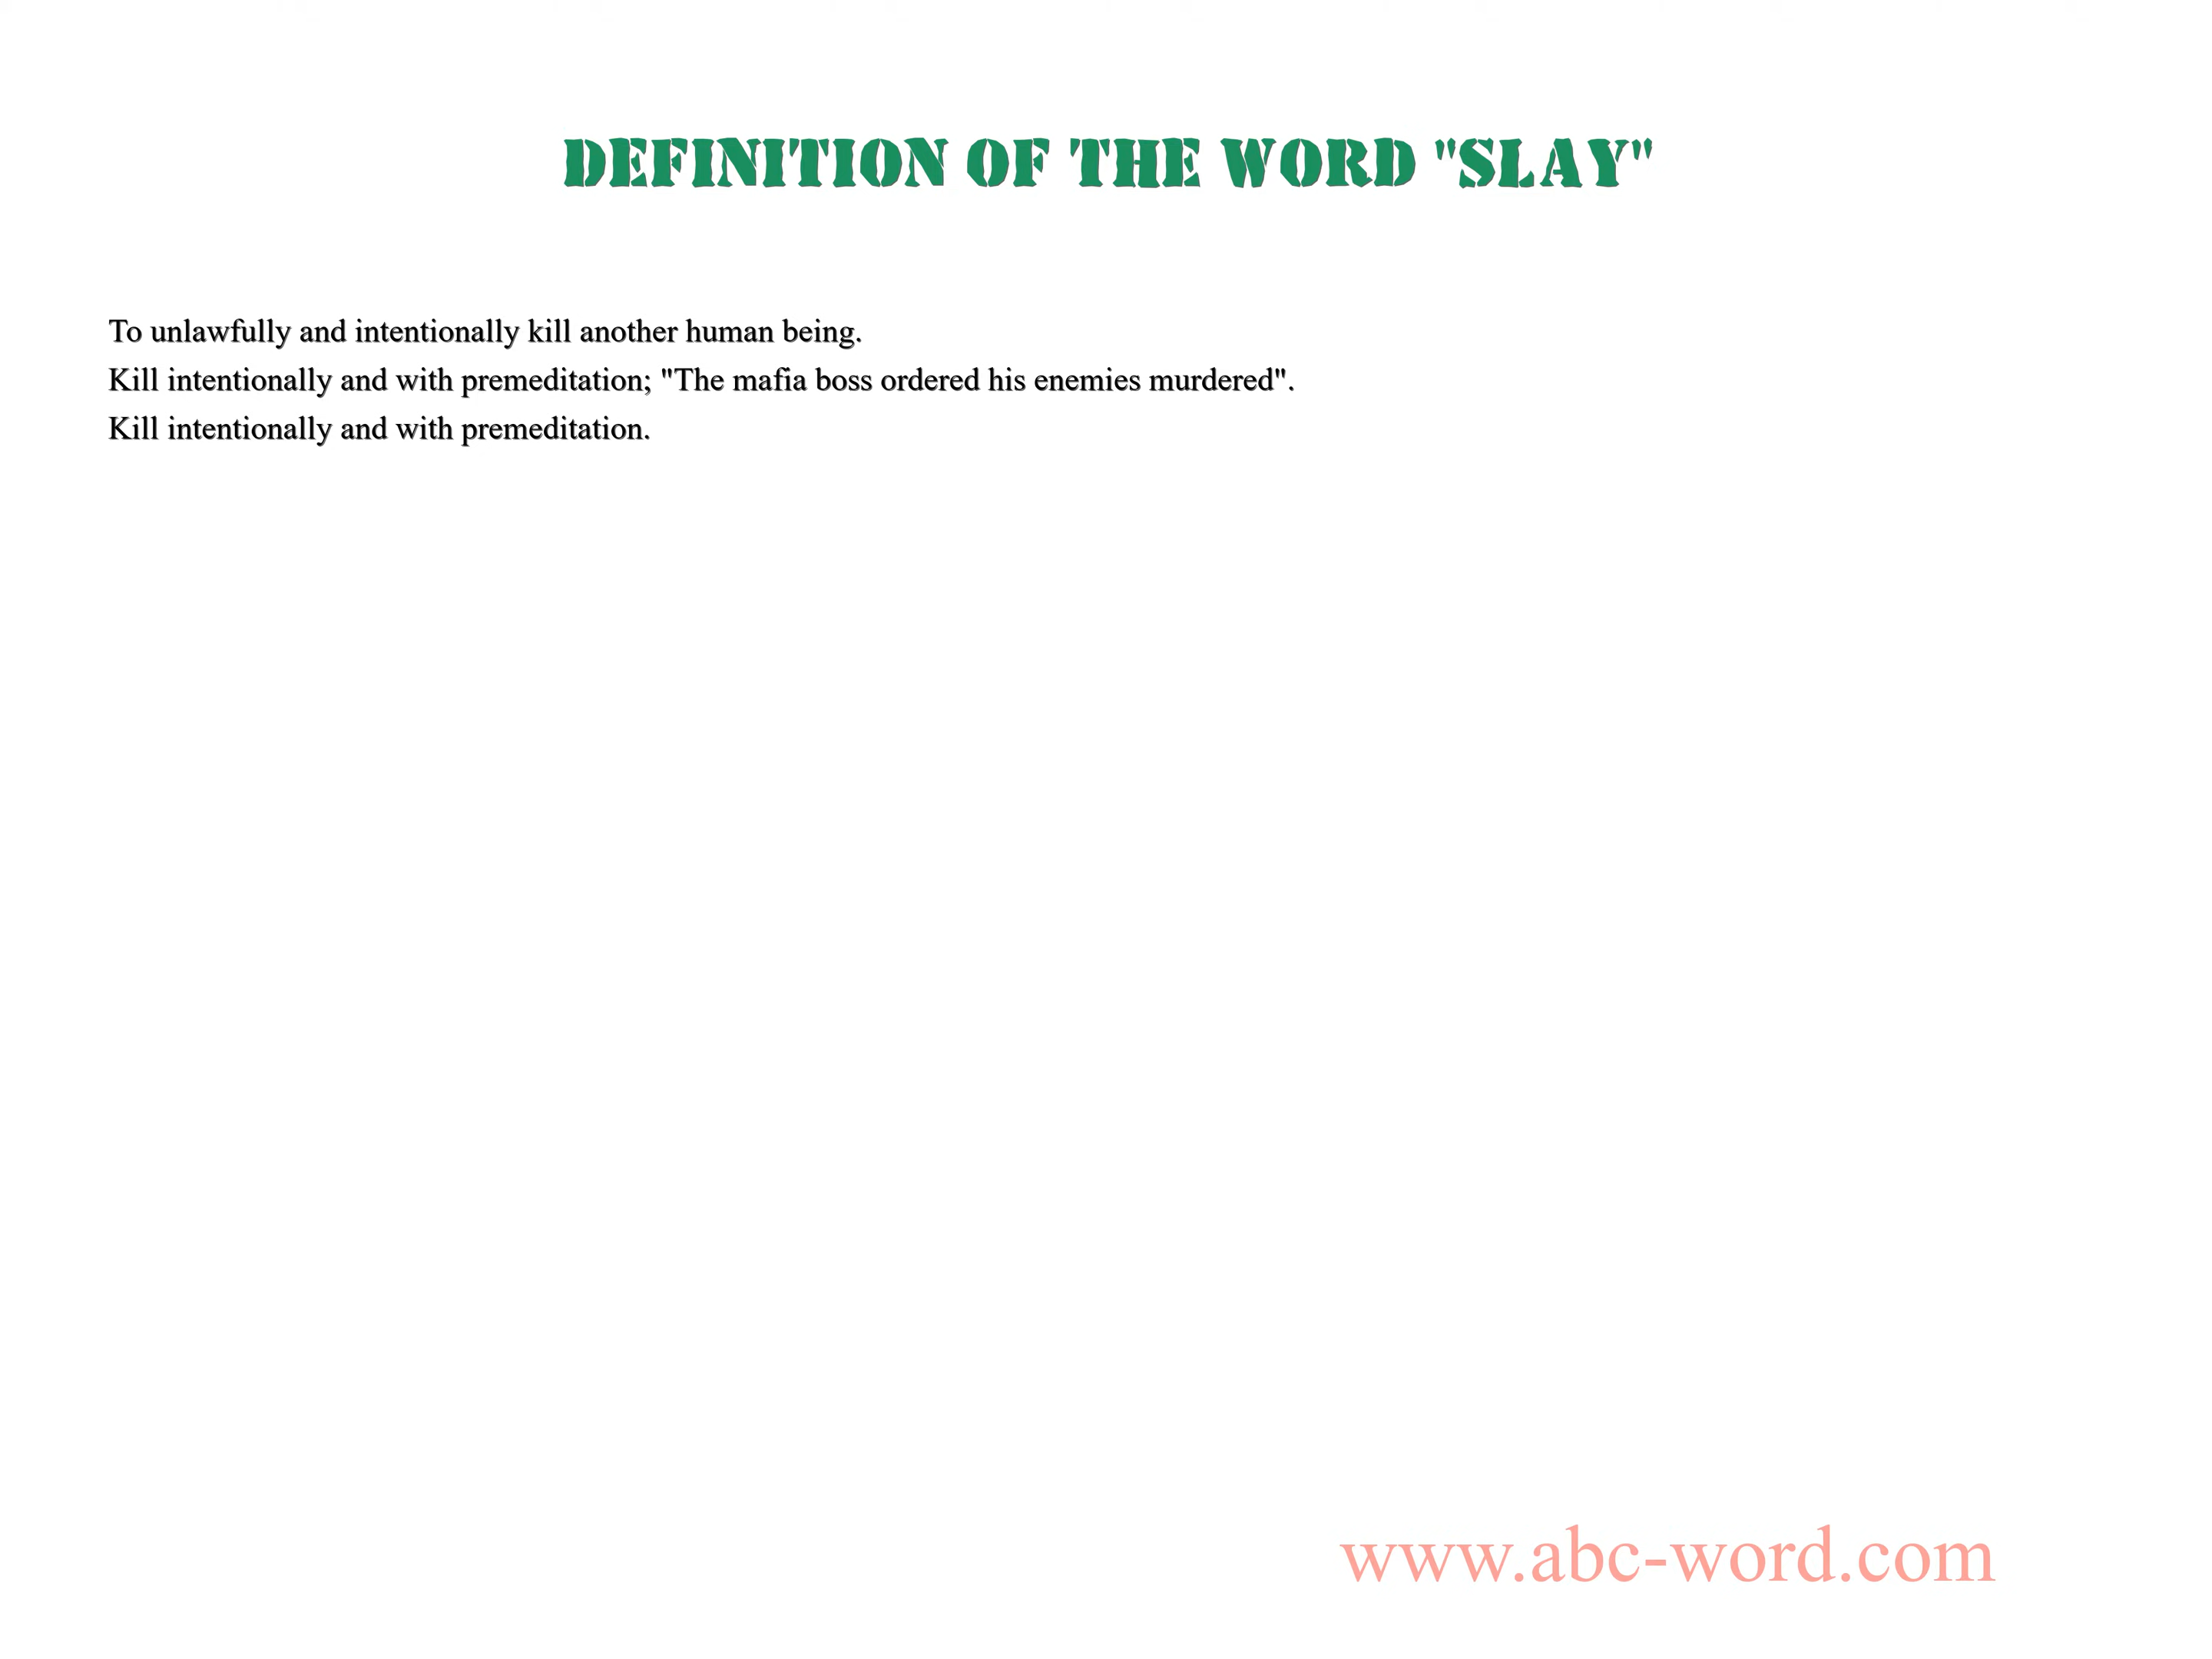 DEFINITION OF THE WORD "SLAY"
To unlawfully and intentionally kill another human being.
Kill intentionally and with premeditation; "The mafia boss ordered his enemies murdered".
Kill intentionally and with premeditation.
www.abc-word.com